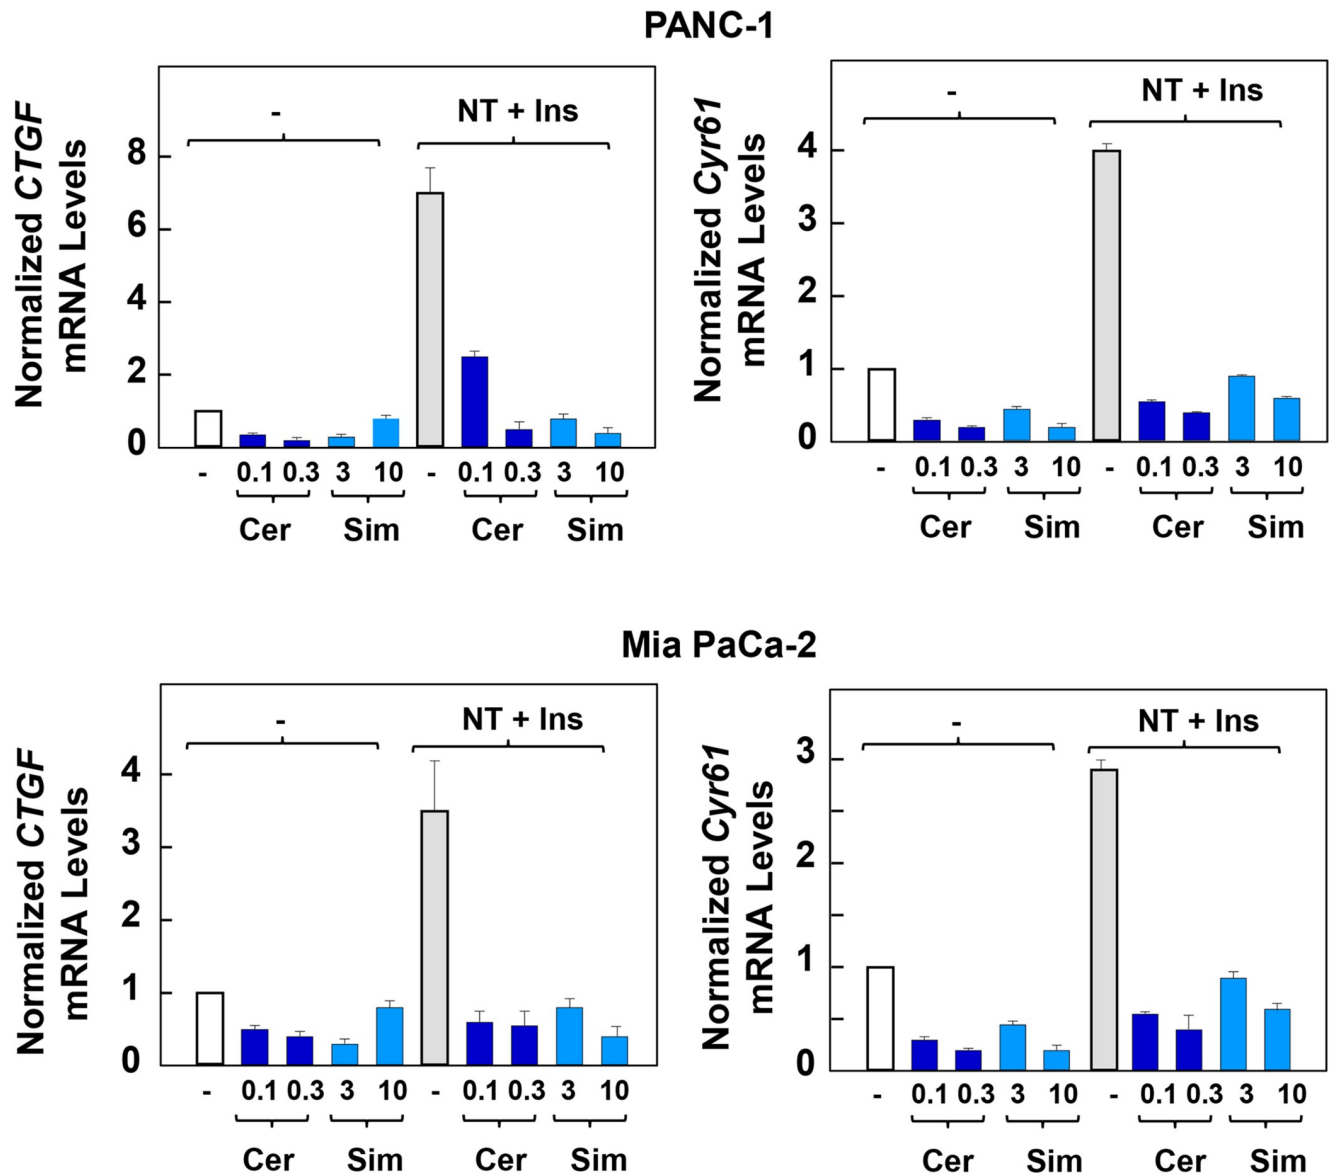 PANC-1
Normalized CTGF
mRNA Levels
8
6
4
2
0
-
NT + Ins
- 0.1 0.3 3 10 - 0.1 0.3 3 10
Cer Sim Cer Sim
Normalized Cyr61
mRNA Levels
4
3
2
1
0
-
NT + Ins
- 0.1 0.3 3 10 - 0.1 0.3 3 10
Cer Sim Cer Sim
Mia PaCa-2
Normalized CTGF
mRNA Levels
4
3
2
1
0
-
NT + Ins
- 0.1 0.3 3 10 - 0.1 0.3 3 10
Cer Sim Cer Sim
Normalized Cyr61
mRNA Levels
3
2
1
0
-
NT + Ins
- 0.1 0.3 3 10 - 0.1 0.3 3 10
Cer Sim Cer Sim